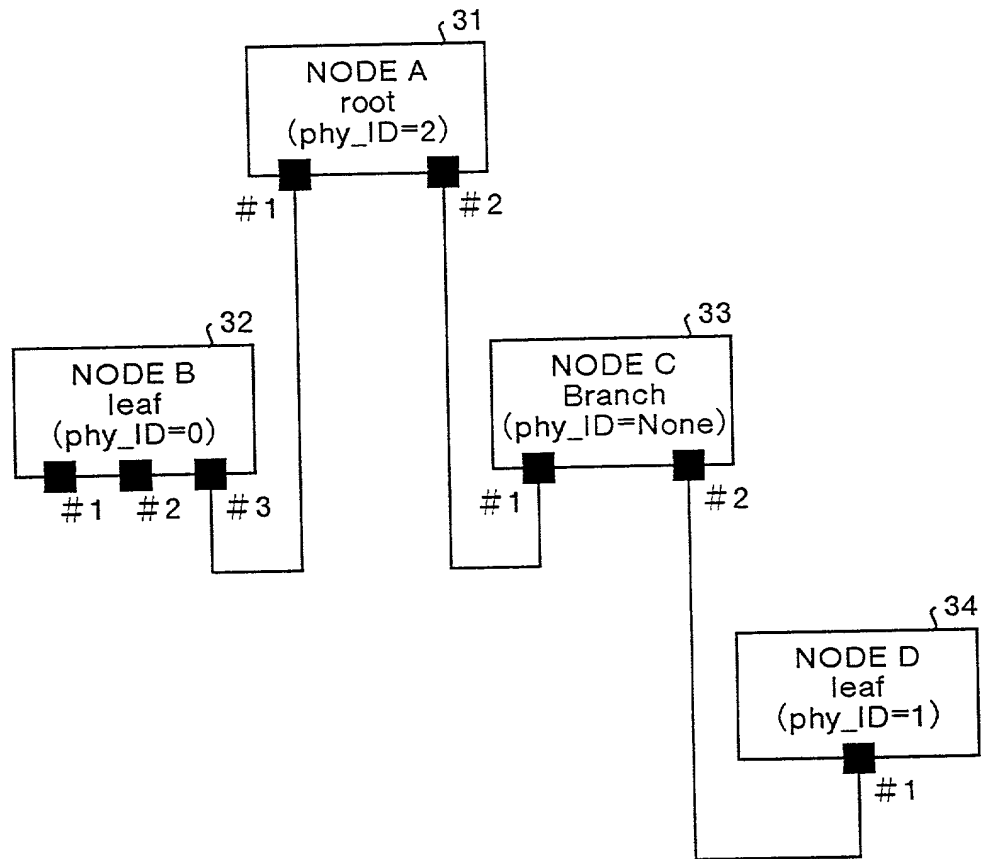 31
NODE A
root
(phy_ID=2)
#1
#2
32
NODE B
leaf
(phy_ID=0)
#1
#2
#3
33
NODE C
Branch
(phy_ID=None)
#1
#2
34
NODE D
leaf
(phy_ID=1)
#1